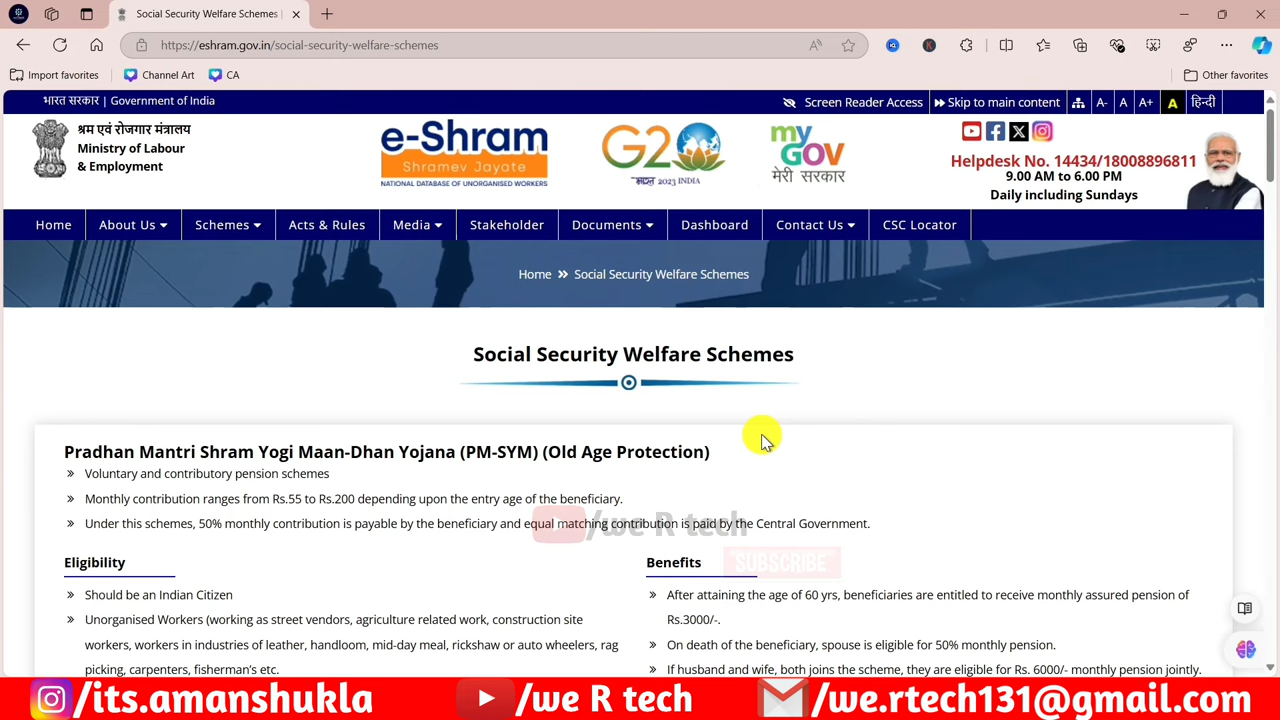 Social Security Welfare Schemes |
https://eshram.gov.in/social-security-welfare-schemes
Import favorites
Channel Art
CA
Other favorites
भारत सरकार | Government of India
Screen Reader Access
Skip to main content
A-
A
A+
A
हिन्दी
श्रम एवं रोजगार मंत्रालय
Ministry of Labour
& Employment
e-Shram
Shramev Jayate
NATIONAL DATABASE OF UNORGANISED WORKERS
G20
भारत 2023 INDIA
my
GOV
मेरी सरकार
Helpdesk No. 14434/18008896811
9.00 AM to 6.00 PM
Daily including Sundays
Home
About Us
Schemes
Acts & Rules
Media
Stakeholder
Documents
Dashboard
Contact Us
CSC Locator
Home » Social Security Welfare Schemes
Social Security Welfare Schemes
Pradhan Mantri Shram Yogi Maan-Dhan Yojana (PM-SYM) (Old Age Protection)
» Voluntary and contributory pension schemes
» Monthly contribution ranges from Rs.55 to Rs.200 depending upon the entry age of the beneficiary.
» Under this schemes, 50% monthly contribution is payable by the beneficiary and equal matching contribution is paid by the Central Government.
/we R tech
SUBSCRIBE
Eligibility
» Should be an Indian Citizen
» Unorganised Workers (working as street vendors, agriculture related work, construction site
workers, workers in industries of leather, handloom, mid-day meal, rickshaw or auto wheelers, rag
picking, carpenters, fisherman's etc.
Benefits
» After attaining the age of 60 yrs, beneficiaries are entitled to receive monthly assured pension of
Rs.3000/-.
» On death of the beneficiary, spouse is eligible for 50% monthly pension.
» If husband and wife, both joins the scheme, they are eligible for Rs. 6000/- monthly pension jointly.
/its.amanshukla
/we R tech
/we.rtech131@gmail.com